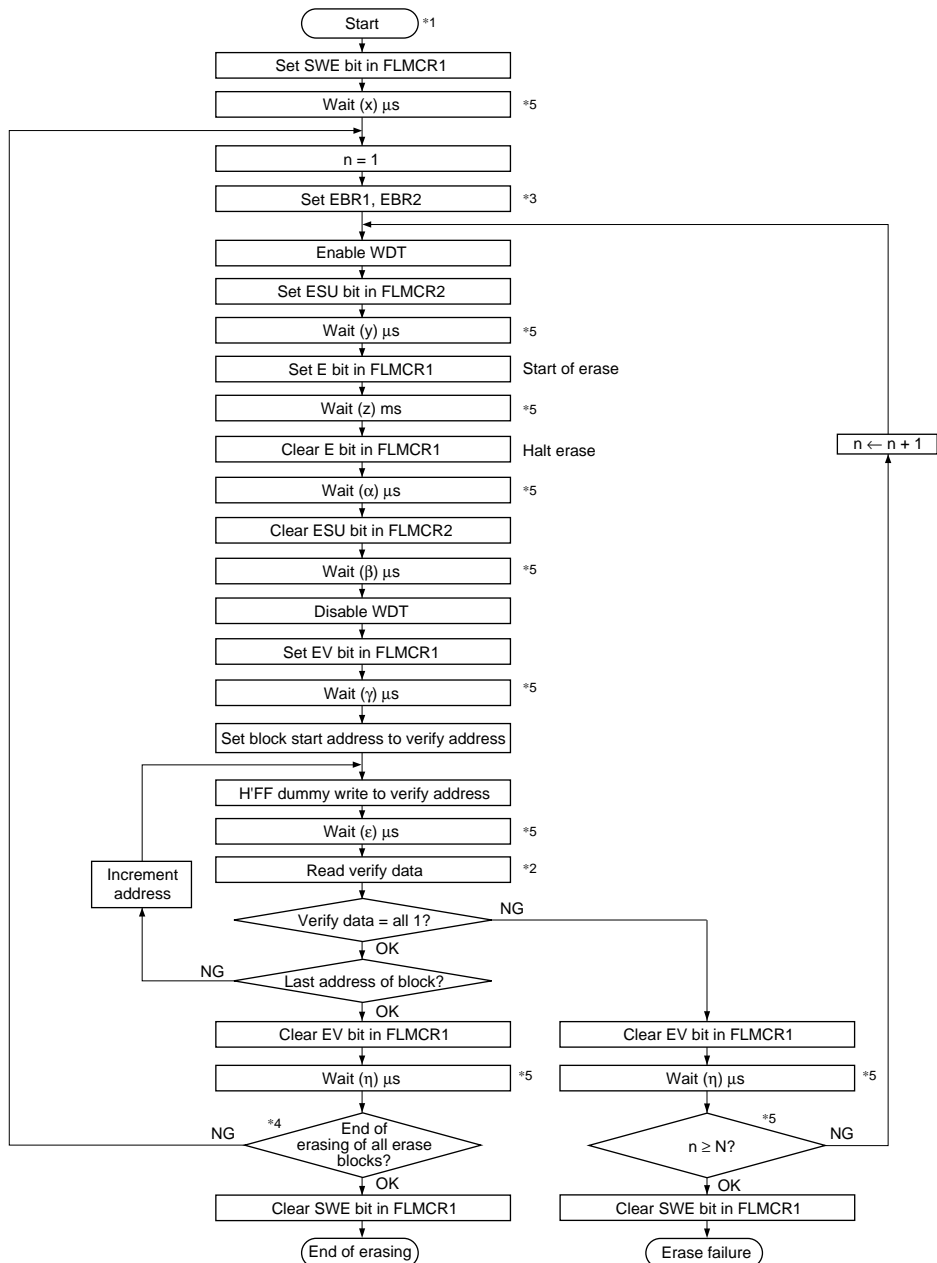 Start *1
Set SWE bit in FLMCR1
Wait (x) μs *5
n = 1
Set EBR1, EBR2 *3
Enable WDT
Set ESU bit in FLMCR2
Wait (y) μs *5
Set E bit in FLMCR1 Start of erase
Wait (z) ms *5
Clear E bit in FLMCR1 Halt erase
n ← n + 1
Wait (α) μs *5
Clear ESU bit in FLMCR2
Wait (β) μs *5
Disable WDT
Set EV bit in FLMCR1
Wait (γ) μs *5
Set block start address to verify address
H'FF dummy write to verify address
Wait (ε) μs *5
Read verify data *2
Increment
address
Verify data = all 1? NG
OK
NG Last address of block?
OK
Clear EV bit in FLMCR1
Wait (η) μs *5
NG *4 End of
erasing of all erase
blocks?
OK
Clear SWE bit in FLMCR1
End of erasing
Clear EV bit in FLMCR1
Wait (η) μs *5
*5
n ≥ N? NG
OK
Clear SWE bit in FLMCR1
Erase failure